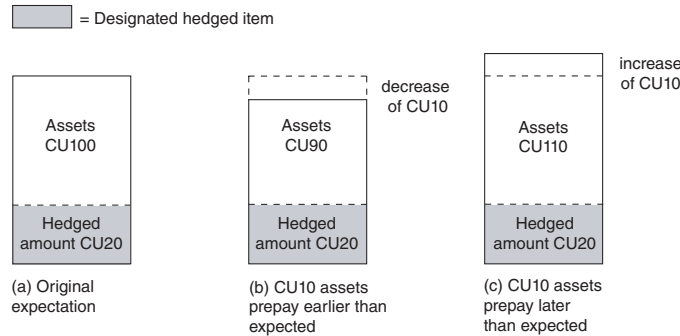 = Designated hedged item
Assets
CU100
Hedged
amount CU20
(a) Original
expectation
decrease
of CU10
Assets
CU90
Hedged
amount CU20
(b) CU10 assets
prepay earlier than
expected
increase
of CU10
Assets
CU110
Hedged
amount CU20
(c) CU10 assets
prepay later
than expected